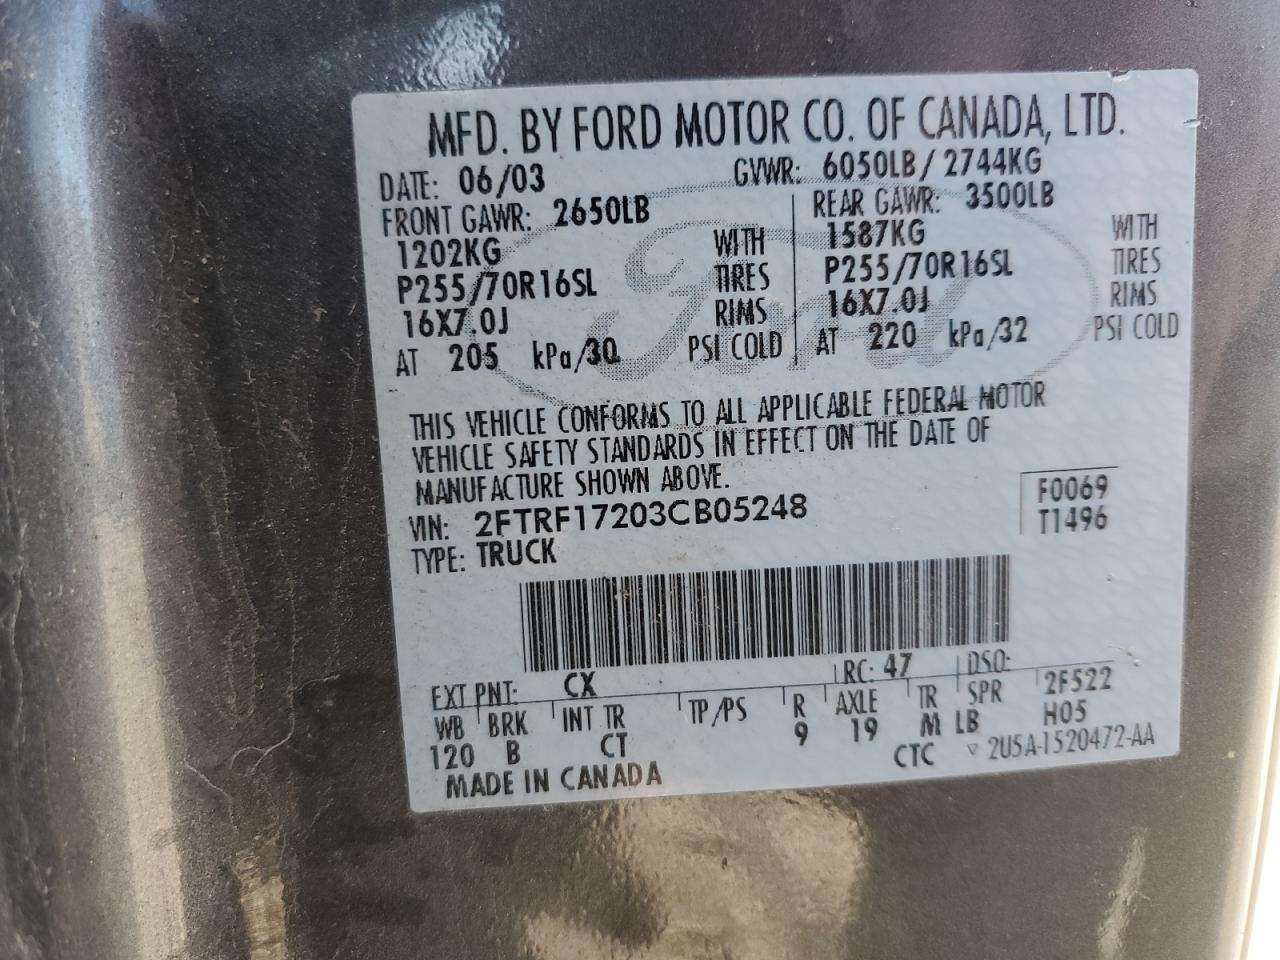 MFD. BY FORD MOTOR CO. OF CANADA, LTD.
DATE: 06/03 GVWR: 6050LB / 2744KG
FRONT GAWR: 2650LB REAR GAWR: 3500LB
1202KG WITH 1587KG WITH
P255/70R16SL TIRES P255/70R16SL TIRES
16X7.0J RIMS 16X7.0J RIMS
AT 205 kPa/30 PSI COLD AT 220 kPa/32 PSI COLD
Ford
THIS VEHICLE CONFORMS TO ALL APPLICABLE FEDERAL MOTOR
VEHICLE SAFETY STANDARDS IN EFFECT ON THE DATE OF
MANUFACTURE SHOWN ABOVE.
VIN: 2FTRF17203CB05248 F0069
TYPE: TRUCK T1496
EXT PNT: CX RC: 47 DSO:
WB BRK INT TR TP/PS R AXLE TR SPR 2F522
120 B CT 9 19 M LB H05
MADE IN CANADA CTC ▽ 2U5A-1520472-AA